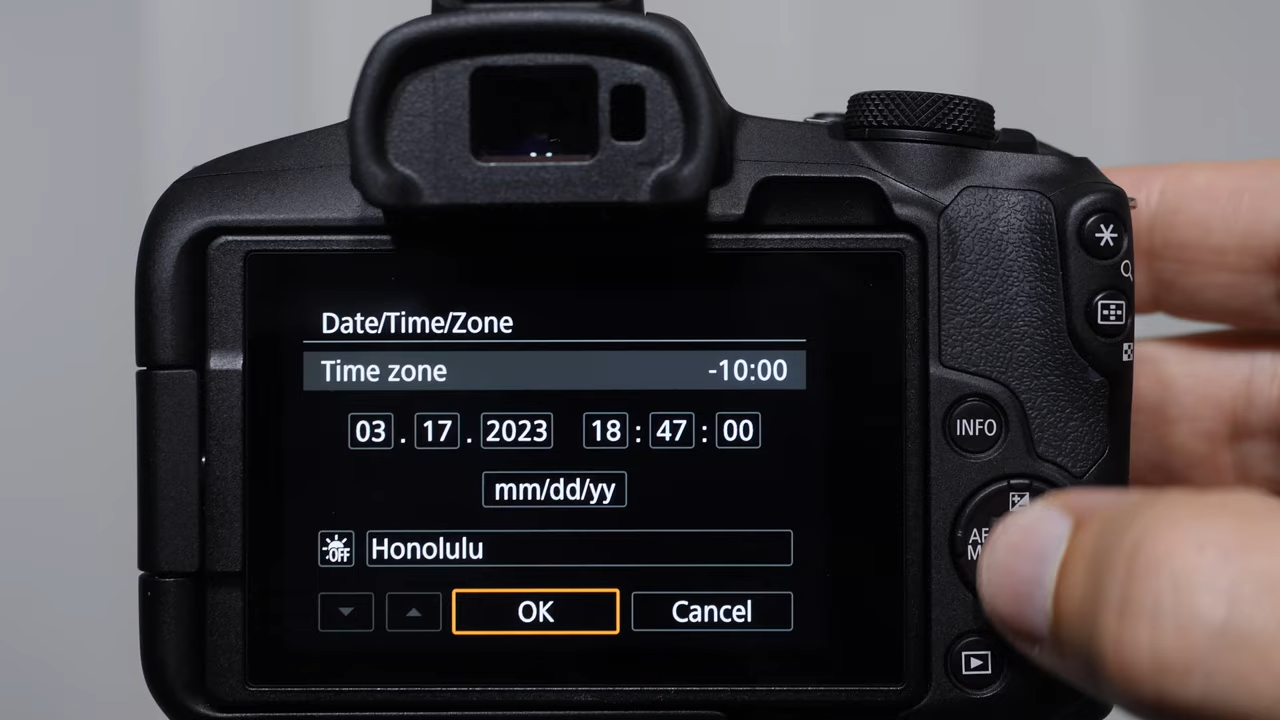 Date/Time/Zone
Time zone -10:00
03 . 17 . 2023 18 : 47 : 00
mm/dd/yy
OFF Honolulu
OK Cancel
INFO